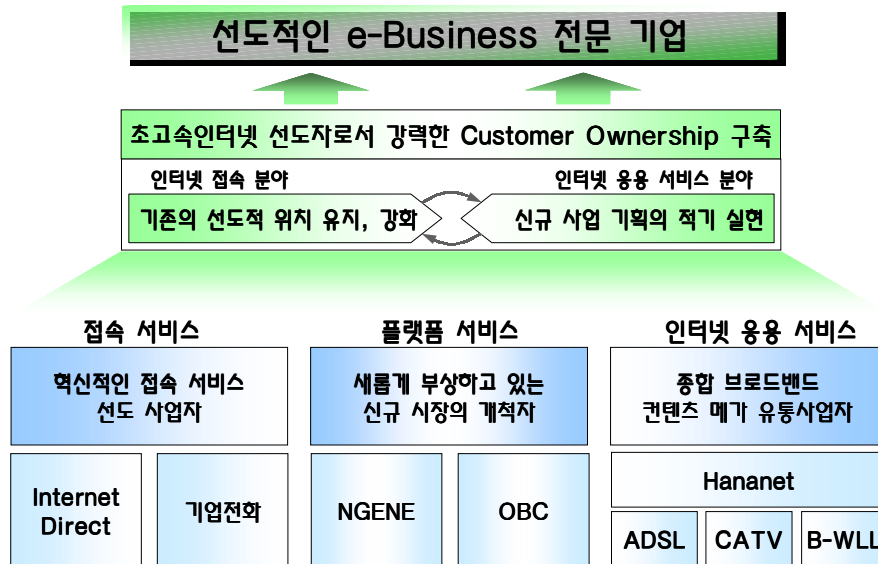 선도적인 e-Business 전문 기업
초고속인터넷 선도자로서 강력한 Customer Ownership 구축
인터넷 접속 분야
인터넷 응용 서비스 분야
기존의 선도적 위치 유지, 강화
신규 사업 기획의 적기 실현
접속 서비스
플랫폼 서비스
인터넷 응용 서비스
혁신적인 접속 서비스
선도 사업자
새롭게 부상하고 있는
신규 시장의 개척자
종합 브로드밴드
컨텐츠 메가 유통사업자
Internet
Direct
기업전화
NGENE
OBC
Hananet
ADSL
CATV
B-WLL